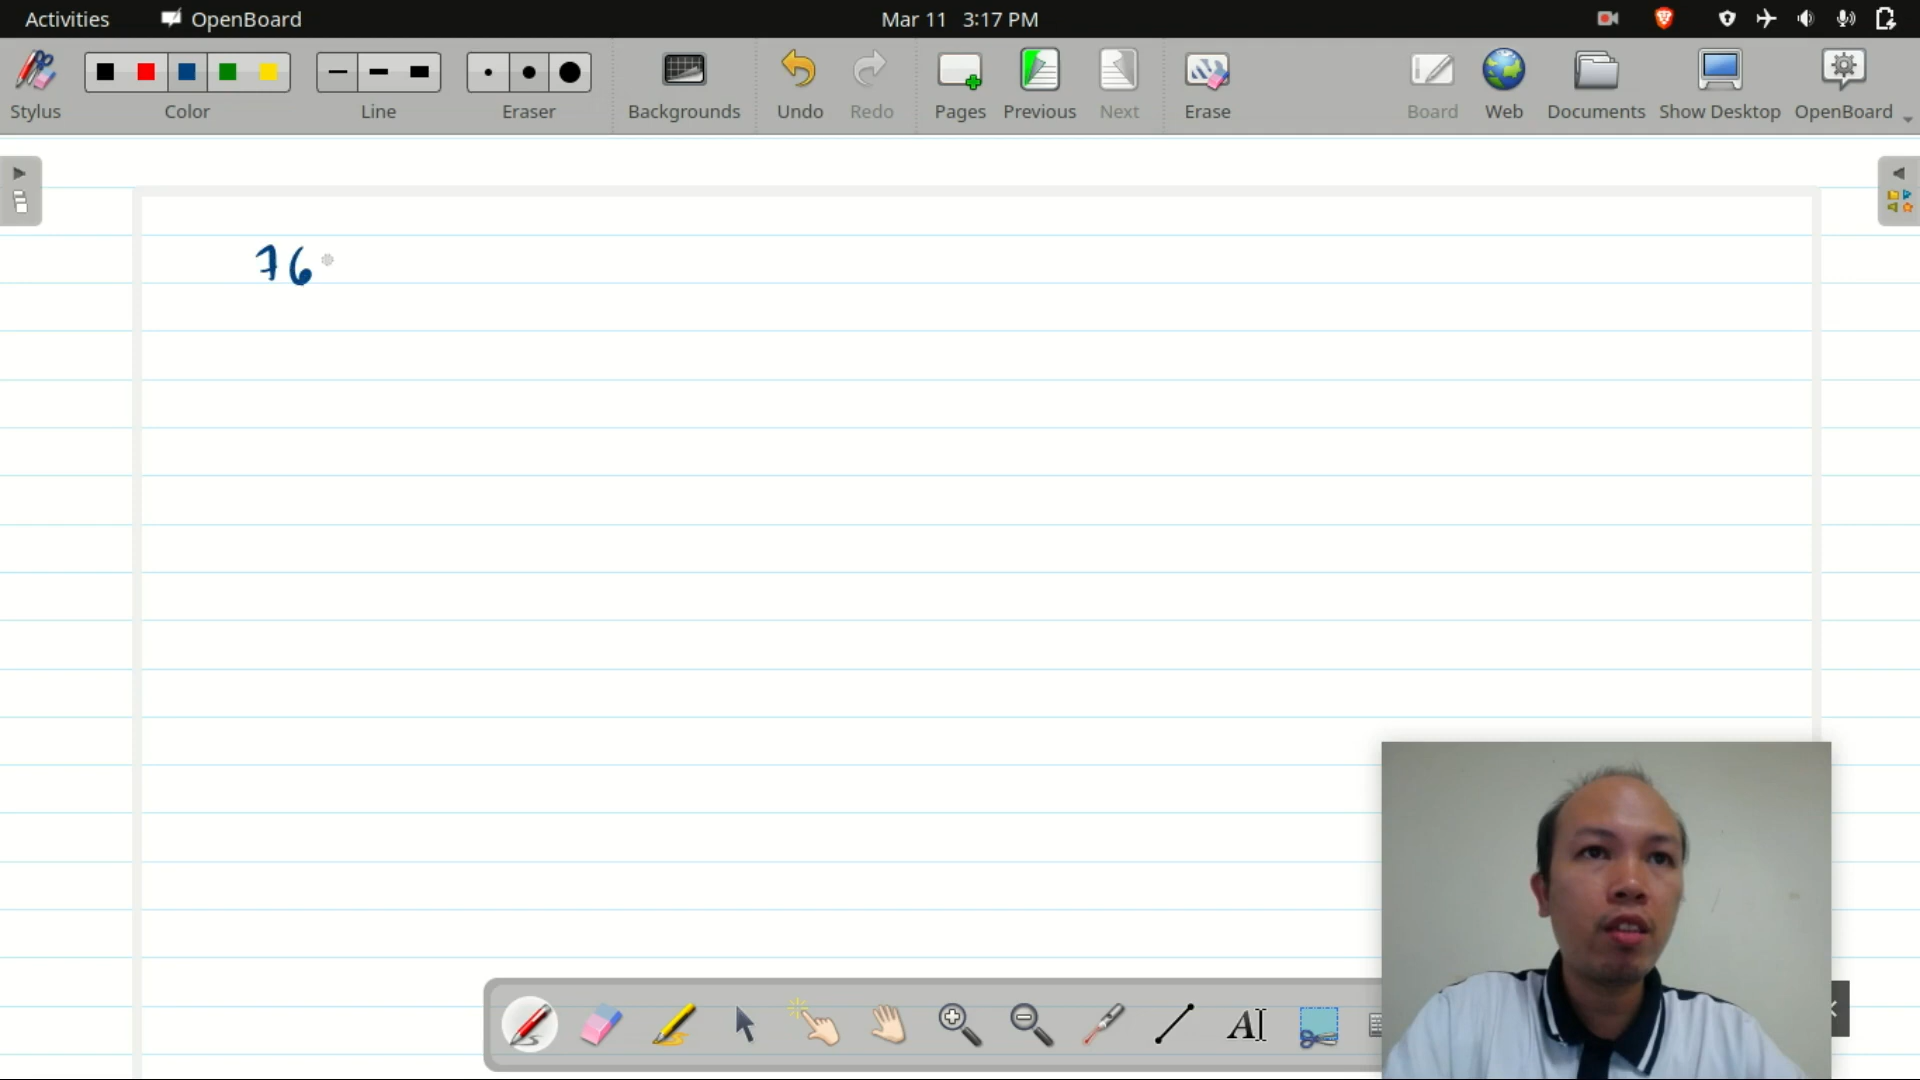 Activities OpenBoard Mar 11 3:17 PM
Stylus Color Line Eraser Backgrounds Undo Redo Pages Previous Next Erase Board Web Documents Show Desktop OpenBoard
76
A